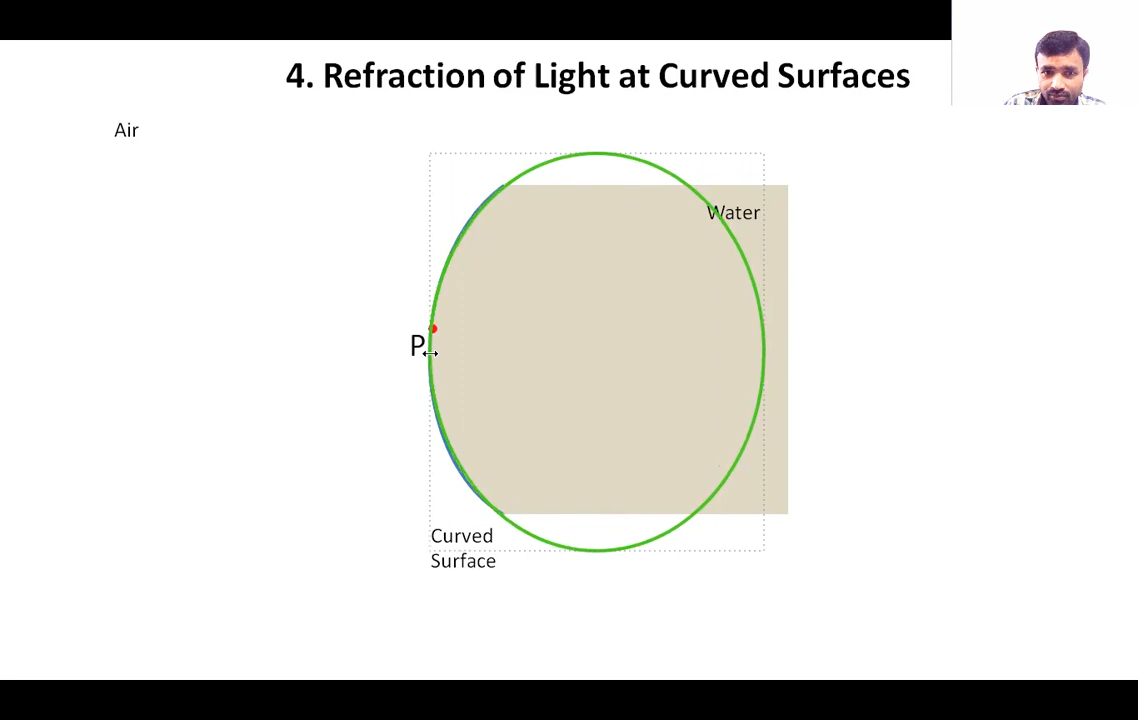 4. Refraction of Light at Curved Surfaces
Air
Water
P
Curved
Surface